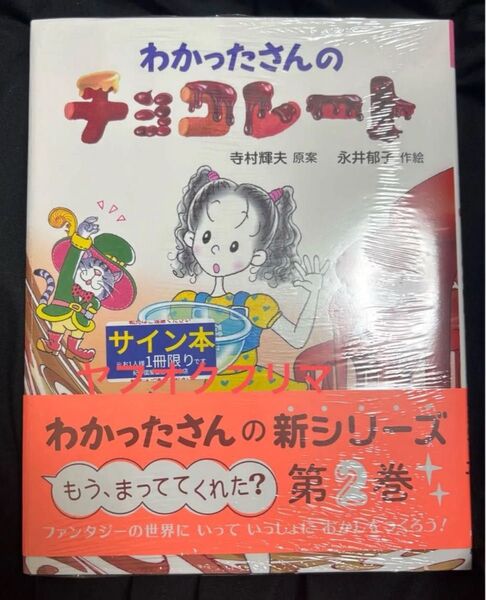 わかったさんの
チョコレート
寺村輝夫 原案 永井郁子 作絵
サイン本
お1人様1冊限りです
ヤフオクフリマ
わかったさんの新シリーズ
もう、まっててくれた?
第2巻
ファンタジーの世界に いって いっしょに おかしをつくろう!